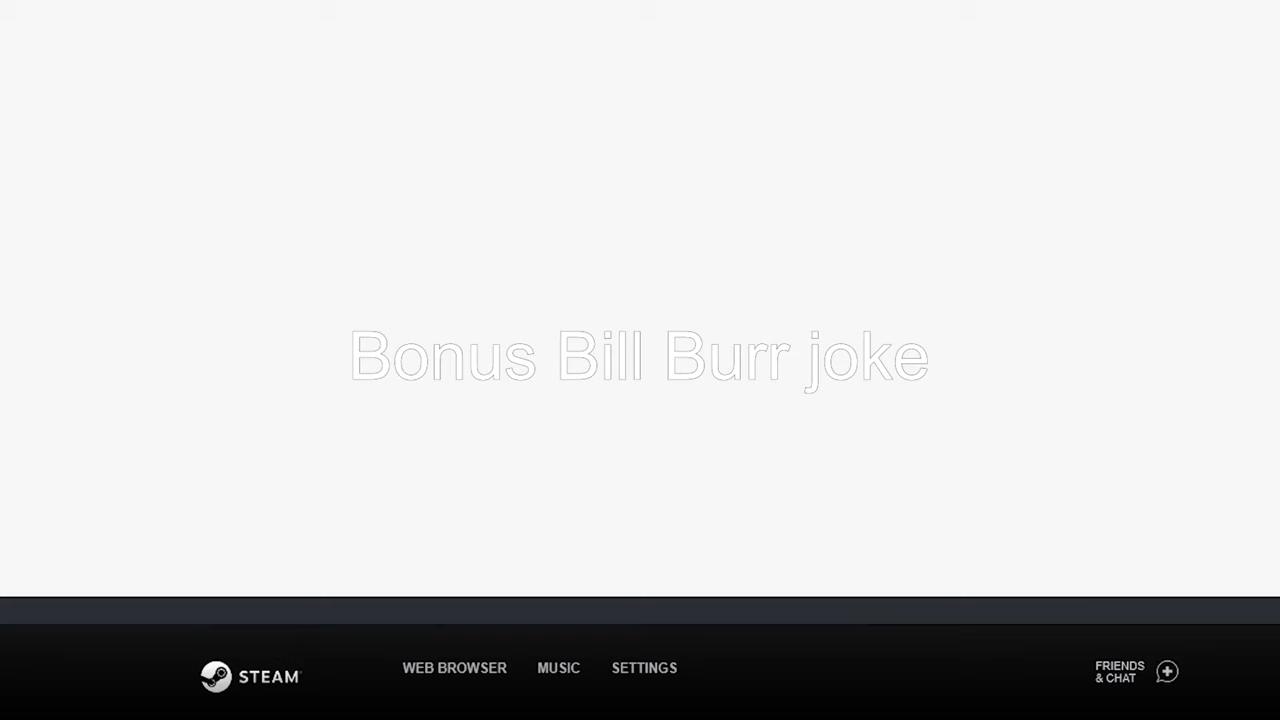 Bonus Bill Burr joke
STEAM
WEB BROWSER
MUSIC
SETTINGS
FRIENDS
& CHAT